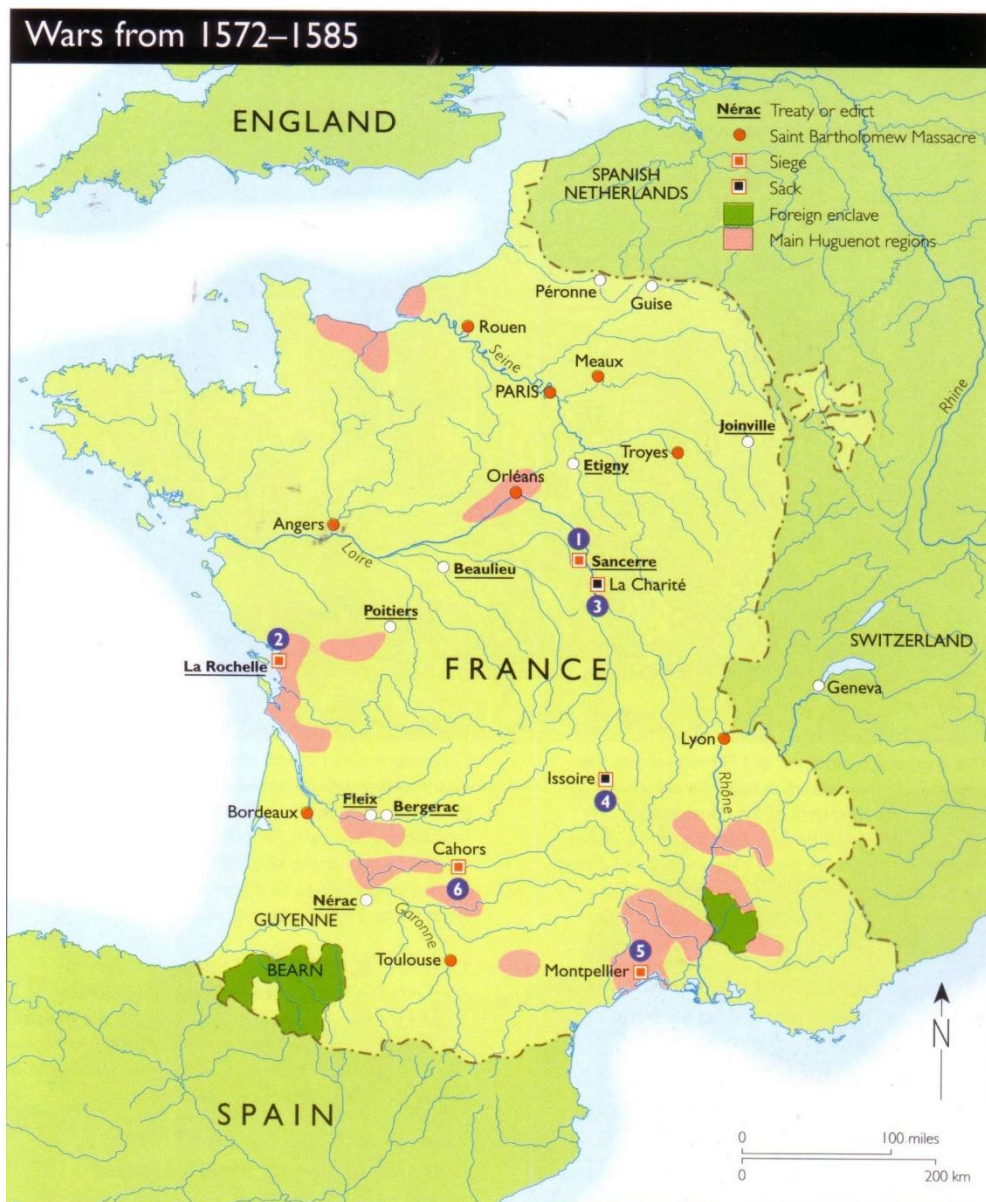 Wars from 1572–1585
ENGLAND
Nérac Treaty or edict
Saint Bartholomew Massacre
Siege
Sack
Foreign enclave
Main Huguenot regions
SPANISH
NETHERLANDS
Péronne
Guise
Rouen
Seine
Meaux
PARIS
Rhine
Joinville
Troyes
Etigny
Orléans
Angers
Loire
1
Sancerre
Beaulieu
La Charité
3
Poitiers
2
La Rochelle
FRANCE
SWITZERLAND
Geneva
Lyon
Issoire
4
Rhône
Fleix
Bergerac
Bordeaux
Cahors
6
Nérac
GUYENNE
Garonne
BEARN
Toulouse
5
Montpellier
N
SPAIN
0 100 miles
0 200 km